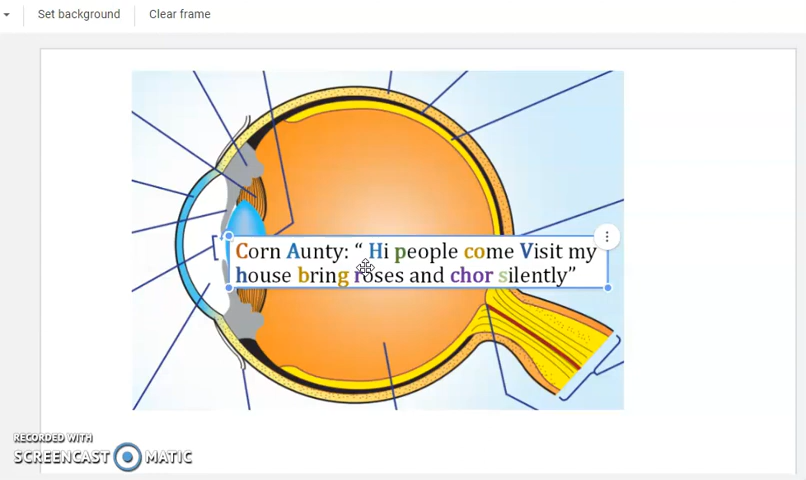 Set background
Clear frame
Corn Aunty: “ Hi people come Visit my
house bring roses and chor silently”
RECORDED WITH
SCREENCAST MATIC